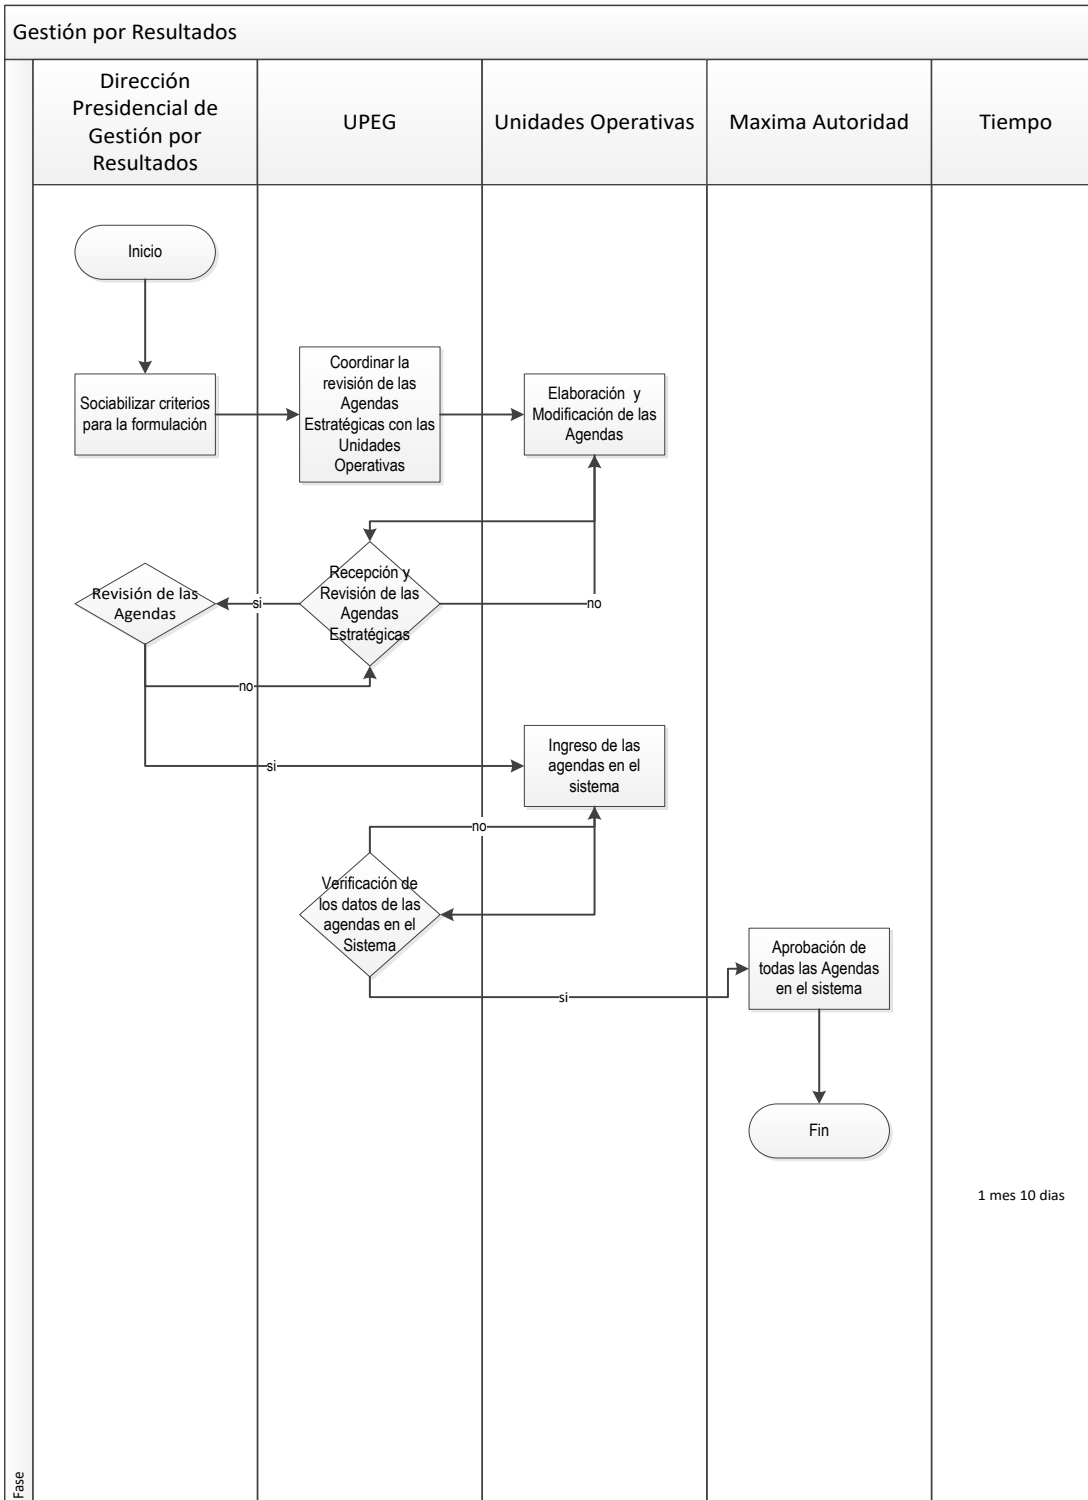 Gestión por Resultados
Dirección
Presidencial de
Gestión por
Resultados
UPEG
Unidades Operativas
Maxima Autoridad
Tiempo
Inicio
Sociabilizar criterios
para la formulación
Coordinar la
revisión de las
Agendas
Estratégicas con las
Unidades
Operativas
Elaboración y
Modificación de las
Agendas
Revisión de las
Agendas
si
Recepción y
Revisión de las
Agendas
Estratégicas
no
no
si
Ingreso de las
agendas en el
sistema
no
Verificación de
los datos de las
agendas en el
Sistema
si
Aprobación de
todas las Agendas
en el sistema
Fin
1 mes 10 dias
Fase